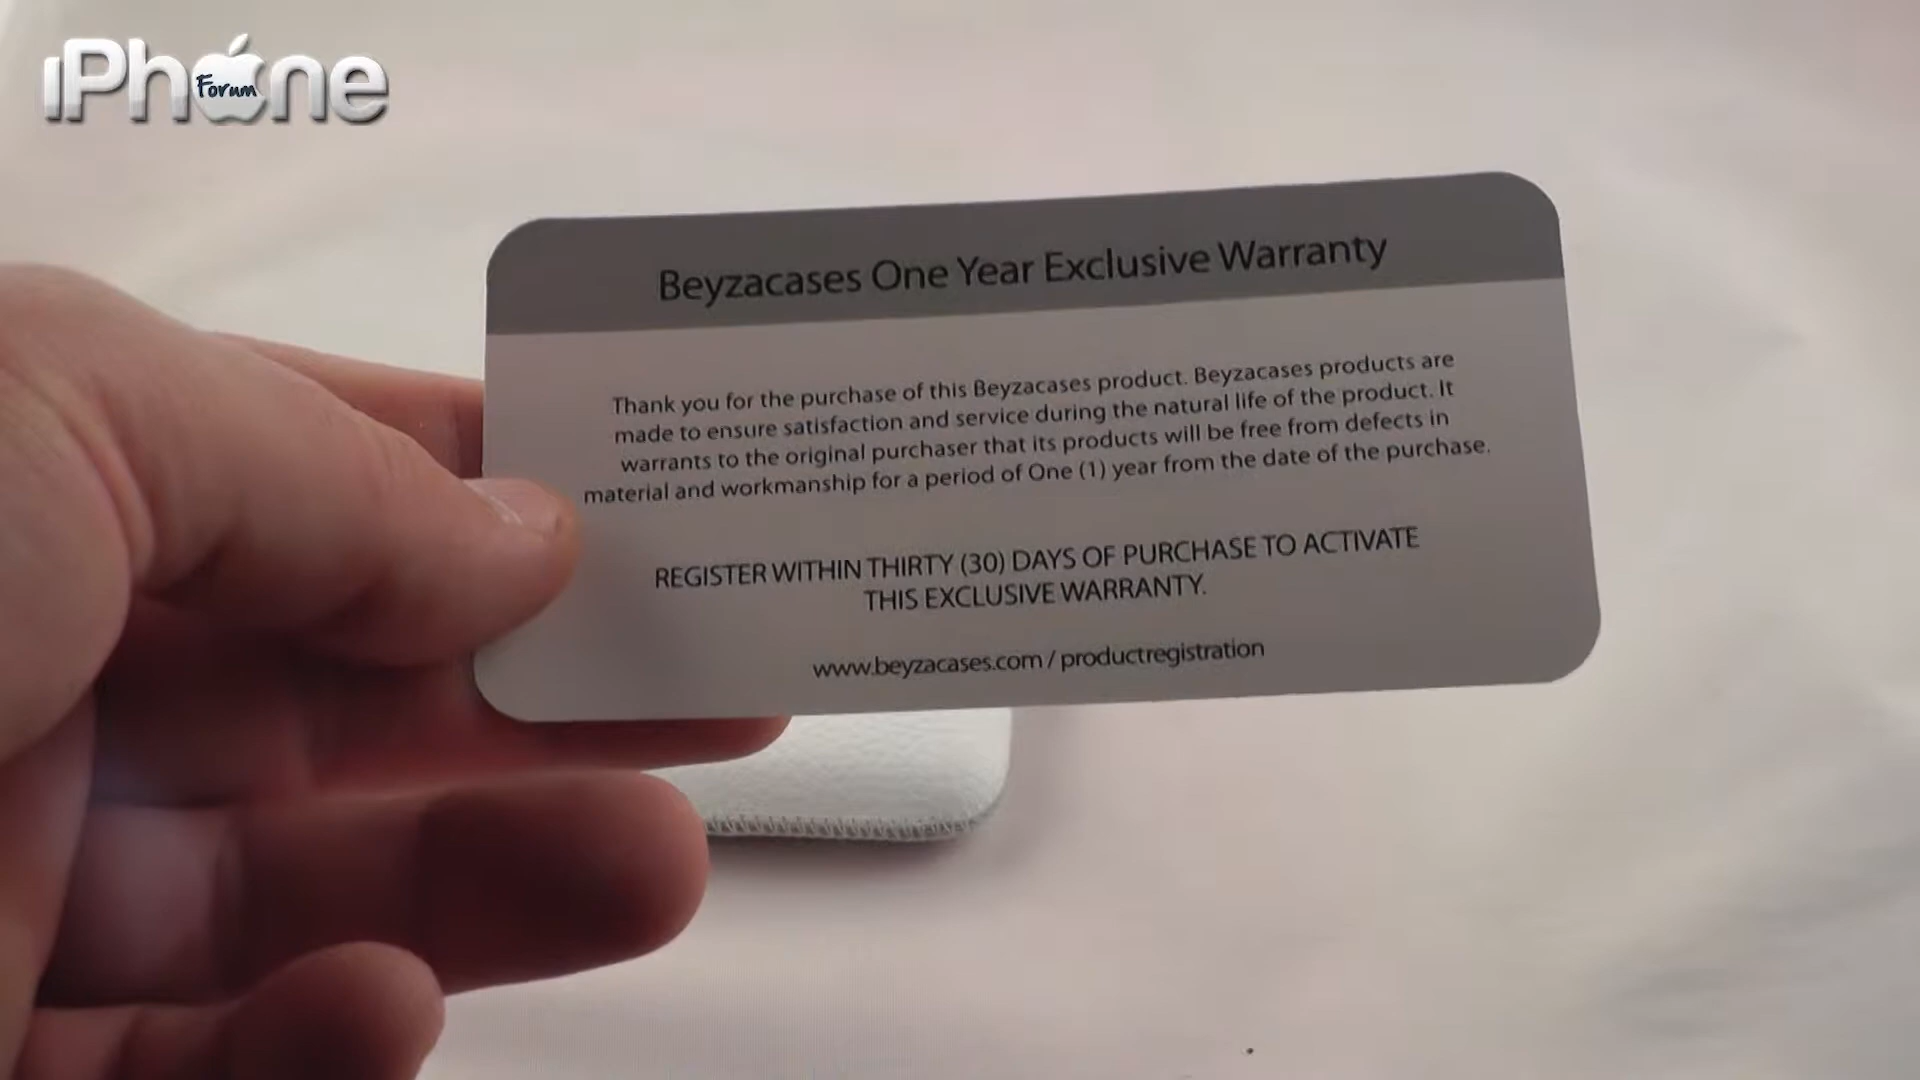 iPhone
Forum
Beyzacases One Year Exclusive Warranty
Thank you for the purchase of this Beyzacases product. Beyzacases products are
made to ensure satisfaction and service during the natural life of the product. It
warrants to the original purchaser that its products will be free from defects in
material and workmanship for a period of One (1) year from the date of the purchase.
REGISTER WITHIN THIRTY (30) DAYS OF PURCHASE TO ACTIVATE
THIS EXCLUSIVE WARRANTY.
www.beyzacases.com / productregistration